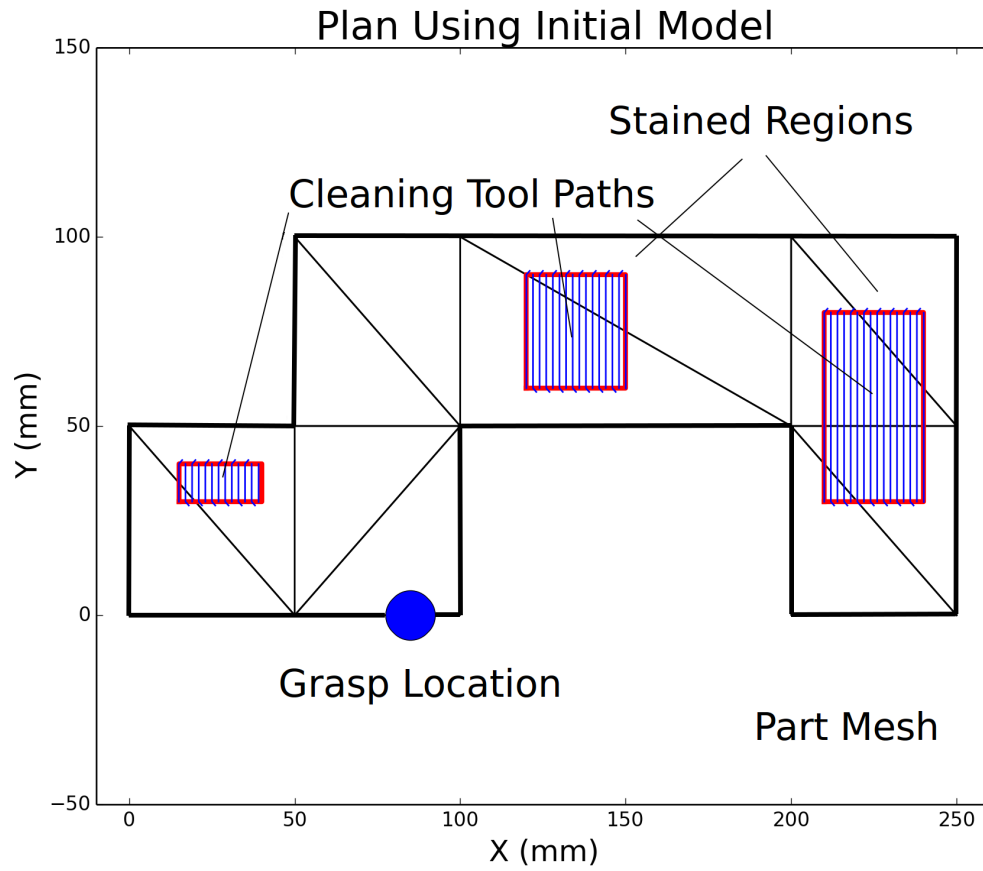 Plan Using Initial Model
150
Stained Regions
Cleaning Tool Paths
100
50
0
Grasp Location
Part Mesh
−50
0 50 100 150 200 250
X (mm)
Y (mm)